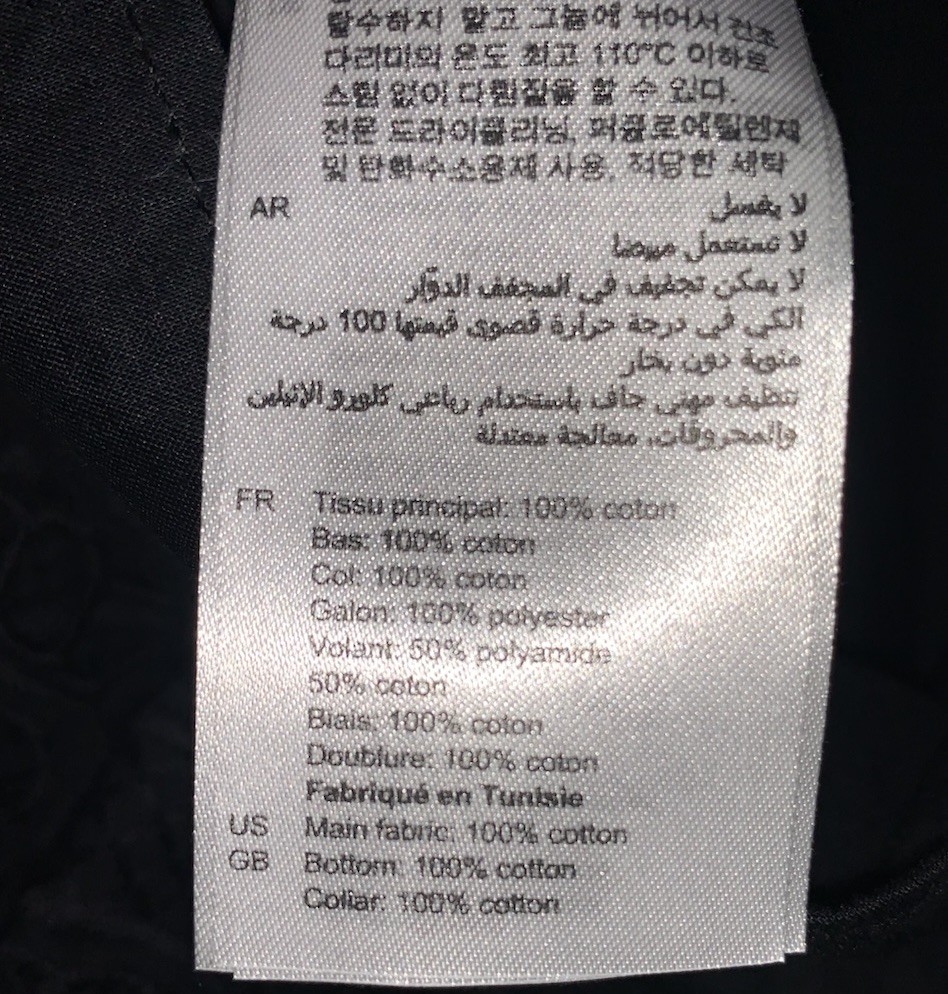 탈수하지 말고 그늘에 뉘어서 건조
다리미의 온도 최고 110°C 이하로
스팀 없이 다림질을 할 수 있다.
전문 드라이클리닝, 퍼클로에틸렌제
및 탄화수소용제 사용, 적당한 세탁
AR لا يغسل
لا تستعمل مبيضا
لا يمكن تجفيف في المجفف الدوّار
الكي في درجة حرارة قصوى قيمتها 100 درجة
مئوية دون بخار
تنظيف مهني جاف باستخدام رباعي كلورو الإثيلين
والمحروقات، معالجة معتدلة
FR Tissu principal: 100% coton
Bas: 100% coton
Col: 100% coton
Galon: 100% polyester
Volant: 50% polyamide
50% coton
Biais: 100% coton
Doublure: 100% coton
Fabriqué en Tunisie
US Main fabric: 100% cotton
GB Bottom: 100% cotton
Collar: 100% cotton